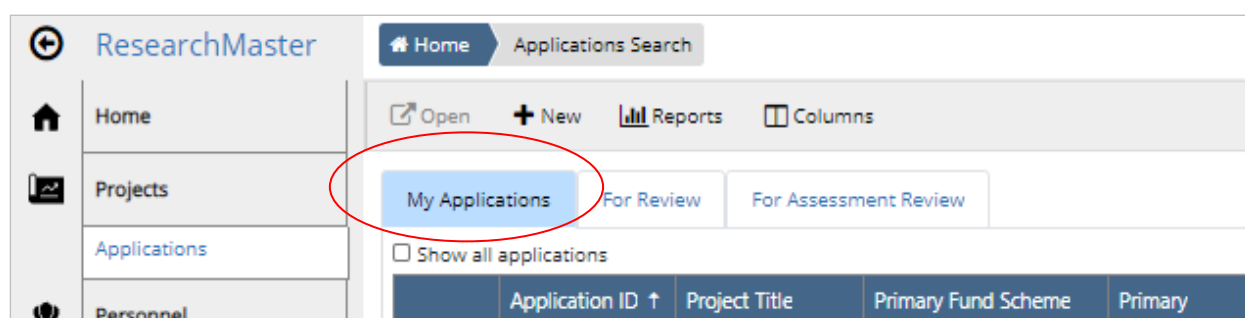 ResearchMaster
Home Applications Search
Home
Open New Reports Columns
Projects
My Applications For Review For Assessment Review
Applications
Show all applications
Application ID ↑ Project Title Primary Fund Scheme Primary
Personnel